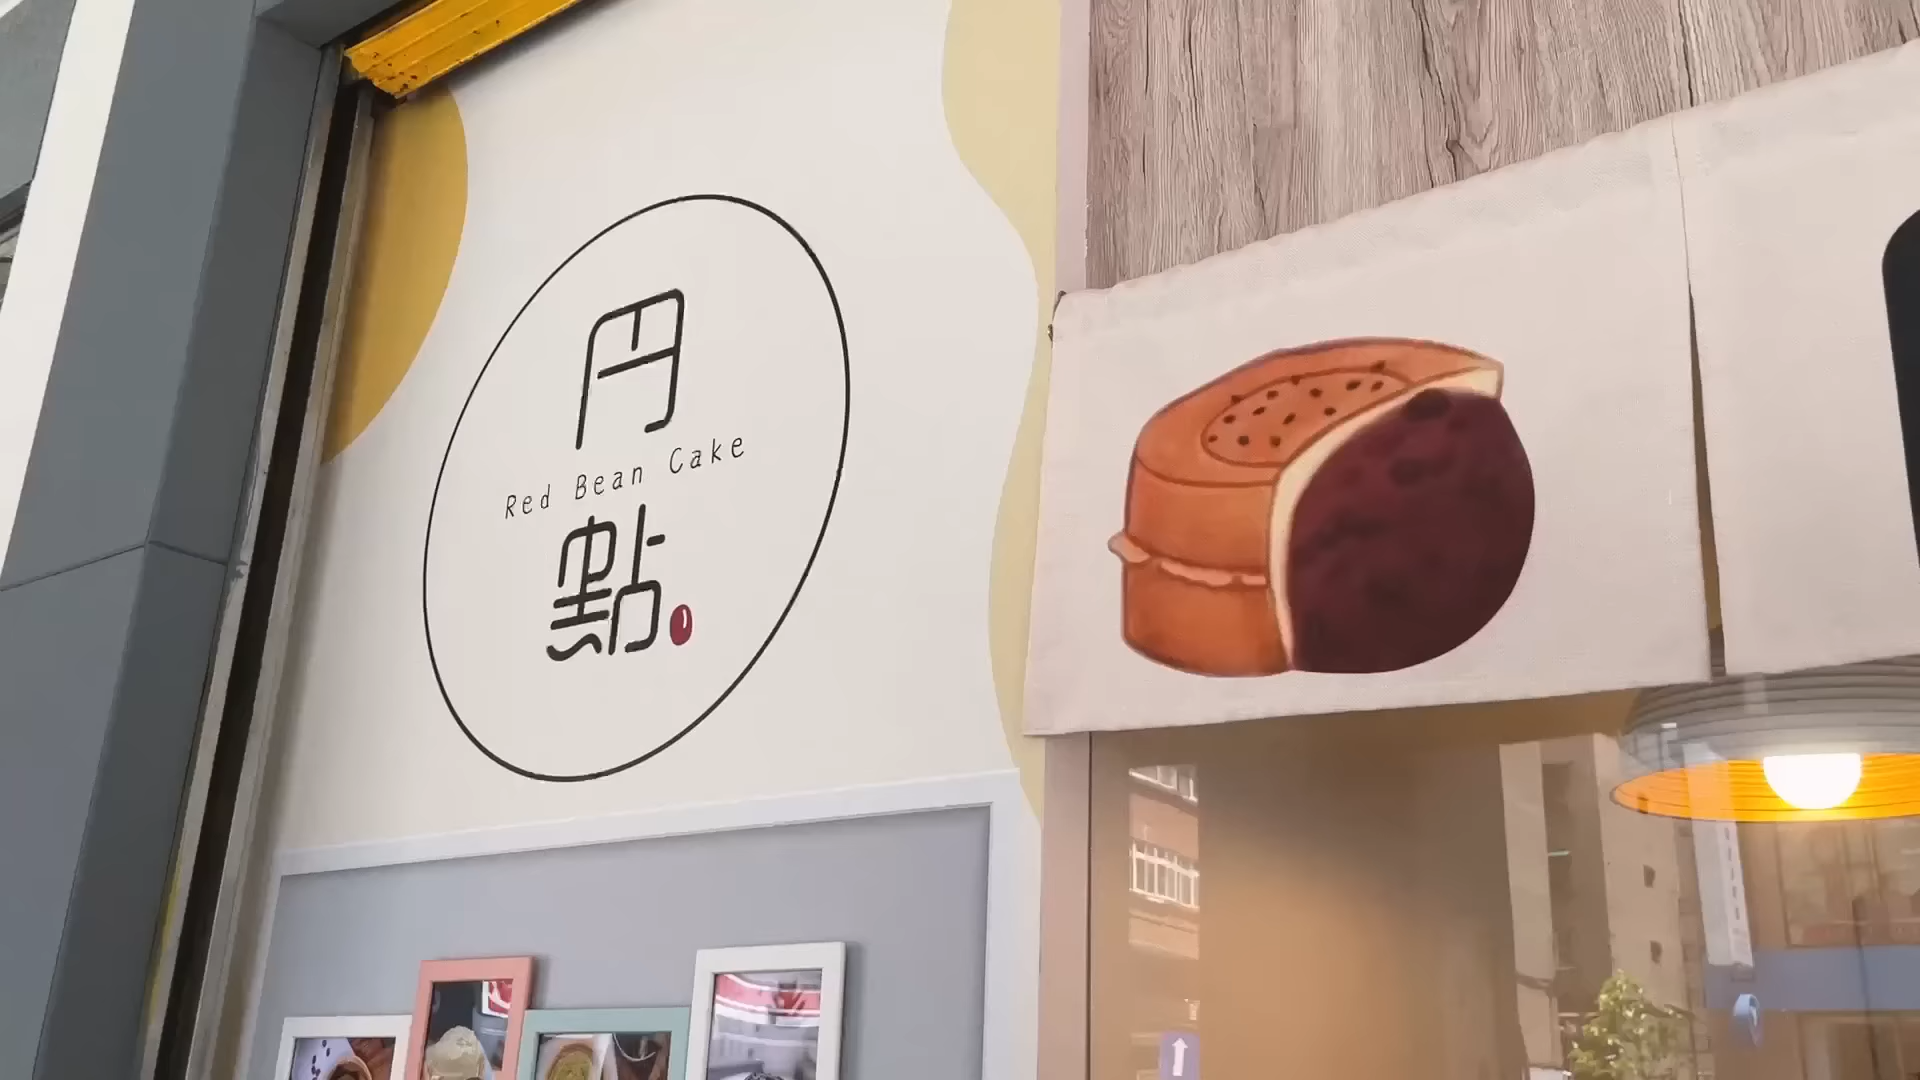 円
Red Bean Cake
點